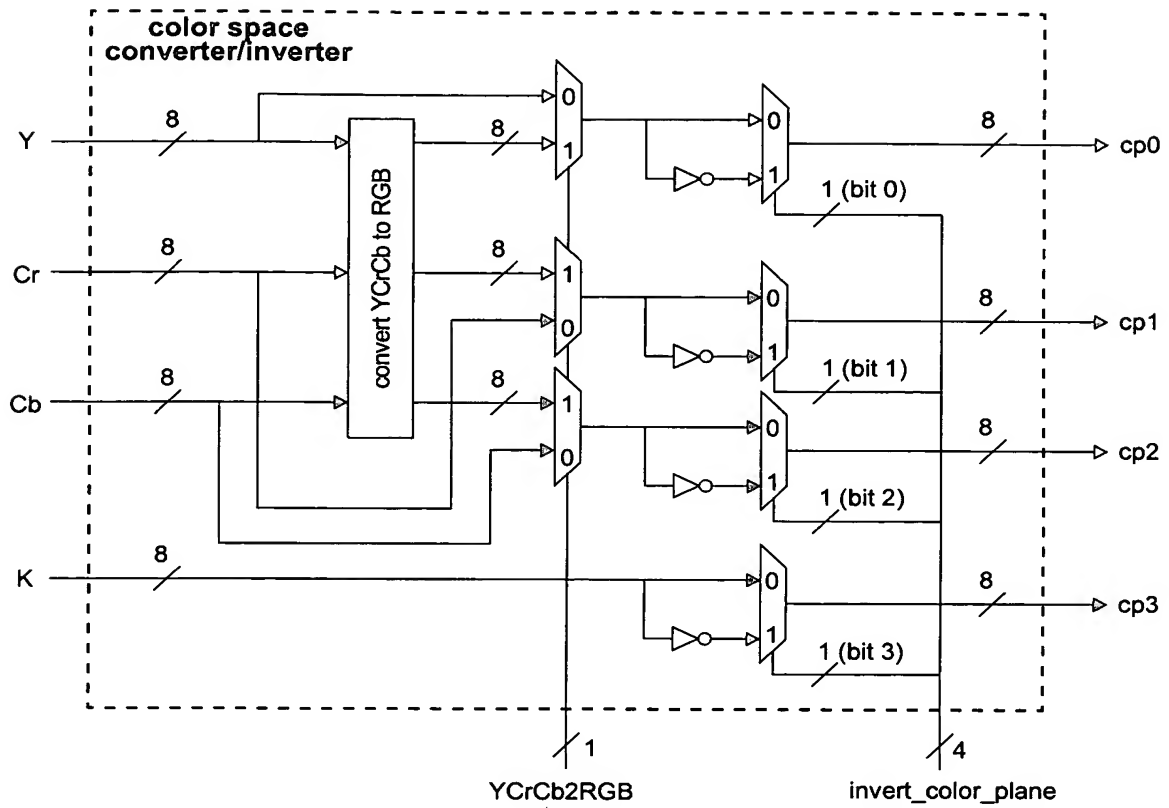 color space
converter/inverter
Y
8
8
0
1
0
1
8
cp0
1 (bit 0)
convert YCrCb to RGB
Cr
8
8
1
0
0
1
8
cp1
1 (bit 1)
Cb
8
8
1
0
0
1
8
cp2
1 (bit 2)
K
8
0
1
8
cp3
1 (bit 3)
1
4
YCrCb2RGB
invert_color_plane